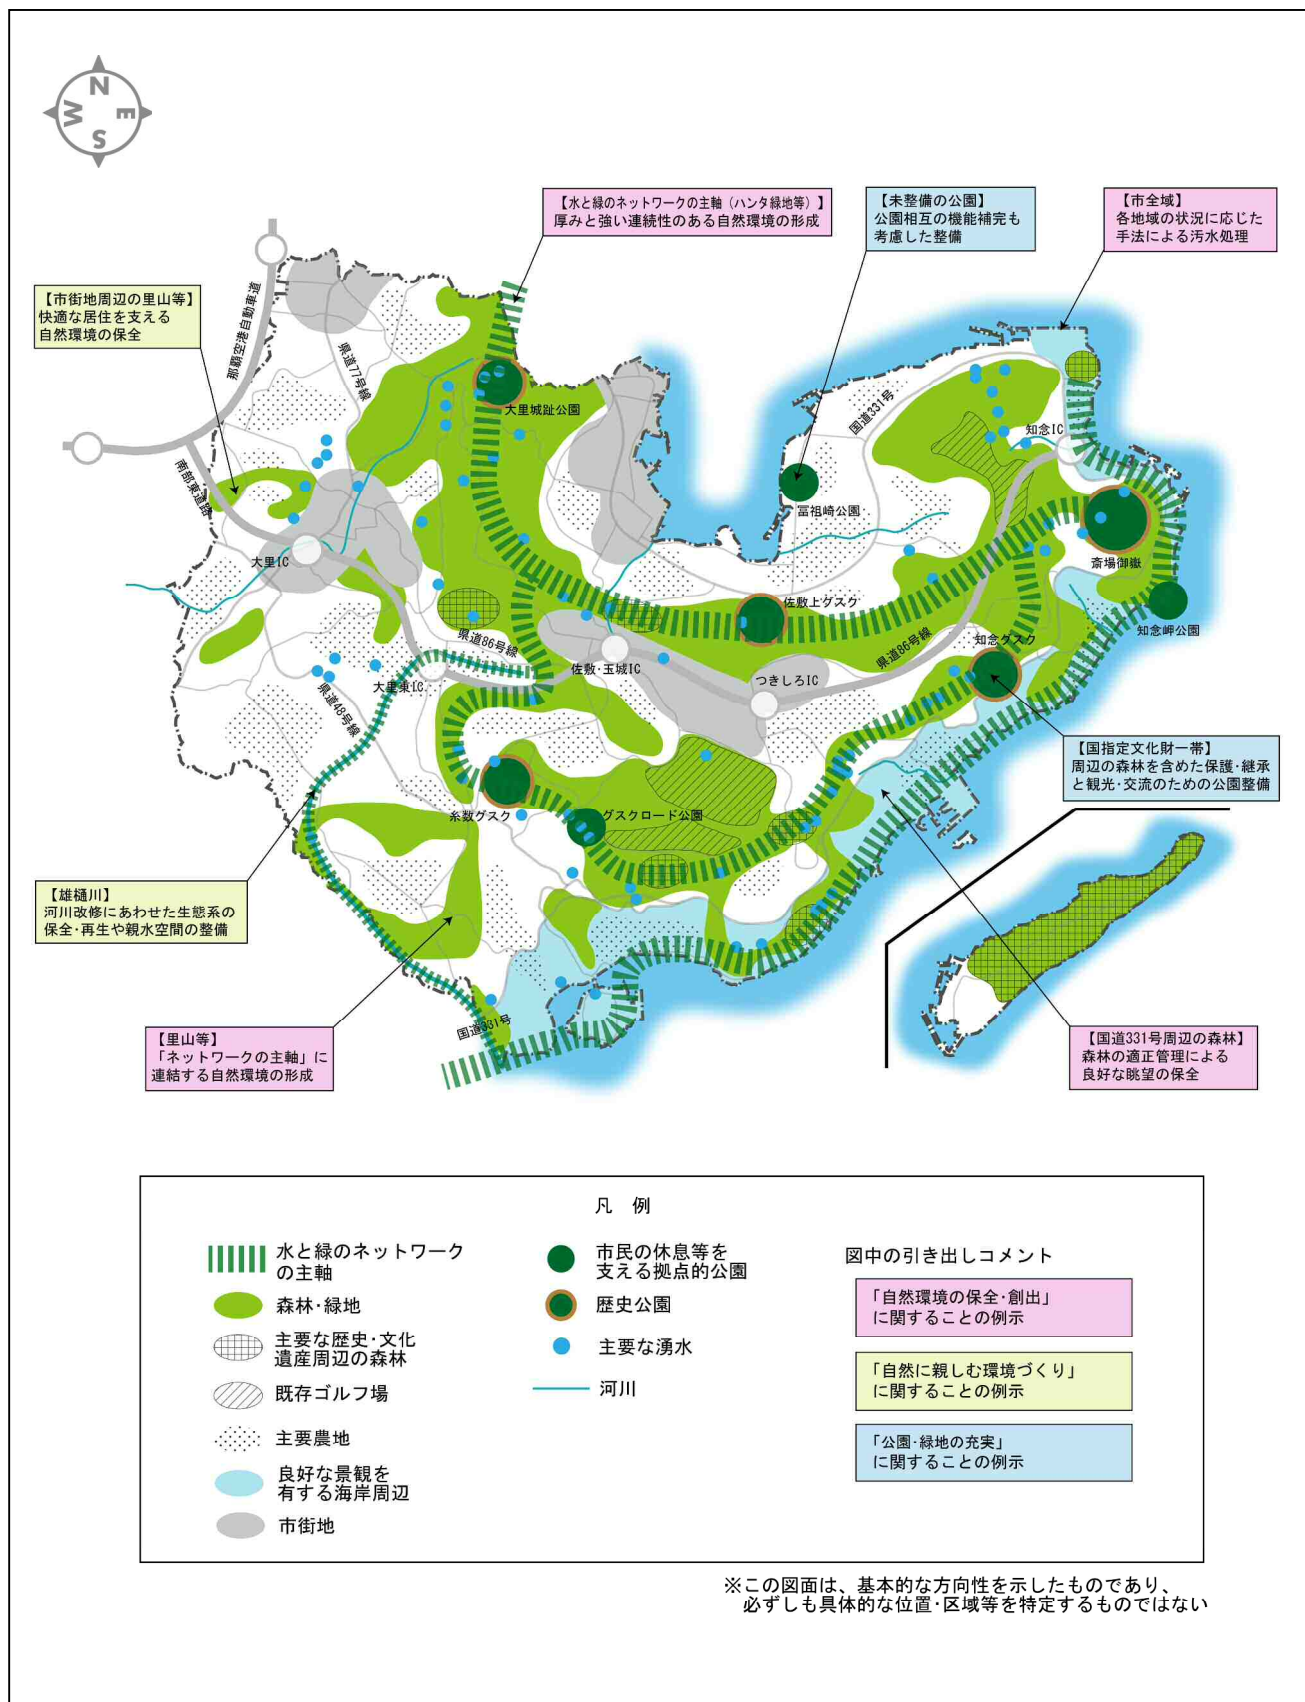 N
W
E
S
【水と緑のネットワークの主軸（ハンタ緑地等）】
厚みと強い連続性のある自然環境の形成
【未整備の公園】
公園相互の機能補完も
考慮した整備
【市全域】
各地域の状況に応じた
手法による汚水処理
【市街地周辺の里山等】
快適な居住を支える
自然環境の保全
那覇空港自動車道
県道77号線
大里城趾公園
国道331号
知念IC
南部東道路
冨祖崎公園
大里IC
斎場御嶽
佐敷上グスク
知念岬公園
県道86号線
佐敷・玉城IC
県道86号線
知念グスク
大里東IC
つきしろIC
県道48号線
【国指定文化財一帯】
周辺の森林を含めた保護・継承
と観光・交流のための公園整備
糸数グスク
グスクロード公園
【雄樋川】
河川改修にあわせた生態系の
保全・再生や親水空間の整備
国道331号
【里山等】
「ネットワークの主軸」に
連結する自然環境の形成
【国道331号周辺の森林】
森林の適正管理による
良好な眺望の保全
凡　例
水と緑のネットワーク
の主軸
森林・緑地
主要な歴史・文化
遺産周辺の森林
既存ゴルフ場
主要農地
良好な景観を
有する海岸周辺
市街地
市民の休息等を
支える拠点的公園
歴史公園
主要な湧水
河川
図中の引き出しコメント
「自然環境の保全・創出」
に関することの例示
「自然に親しむ環境づくり」
に関することの例示
「公園・緑地の充実」
に関することの例示
※この図面は、基本的な方向性を示したものであり、
必ずしも具体的な位置・区域等を特定するものではない